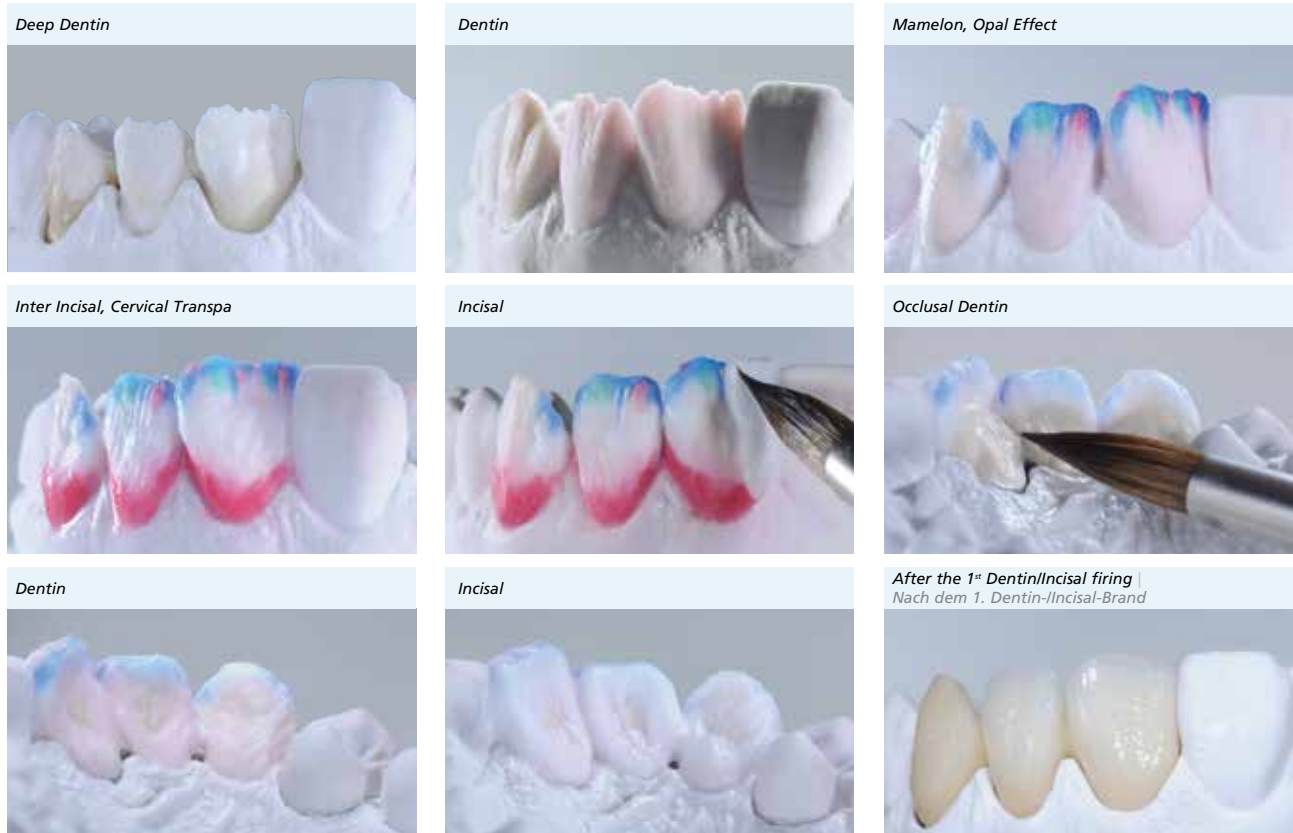 Deep Dentin
Dentin
Mamelon, Opal Effect
Inter Incisal, Cervical Transpa
Incisal
Occlusal Dentin
Dentin
Incisal
After the 1st Dentin/Incisal firing |
Nach dem 1. Dentin-/Incisal-Brand